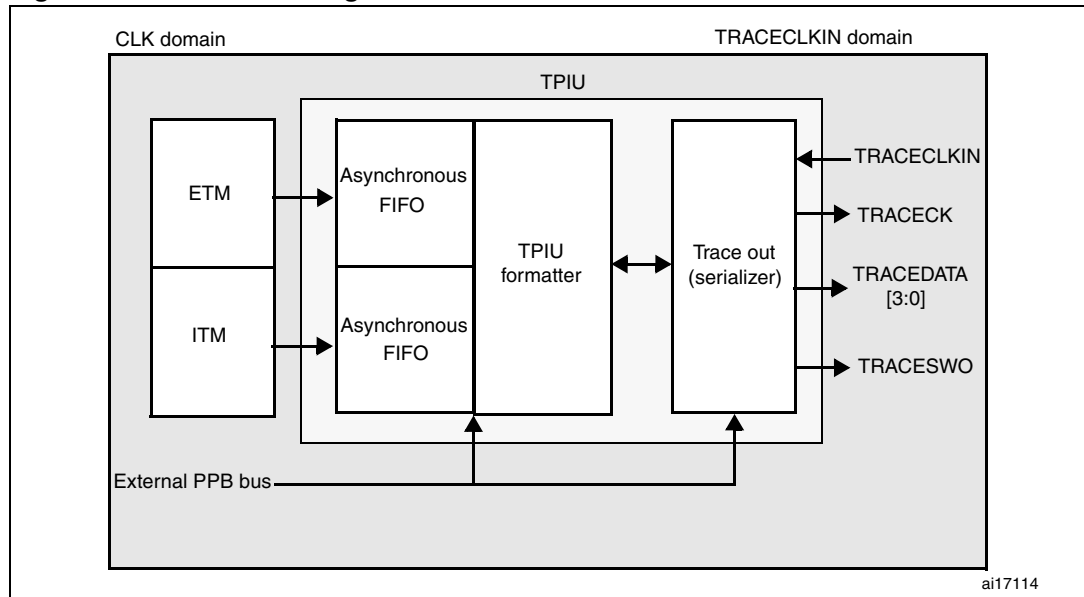 CLK domain
TRACECLKIN domain
TPIU
ETM
Asynchronous
FIFO
TPIU
formatter
Trace out
(serializer)
TRACECLKIN
TRACECK
TRACEDATA
[3:0]
TRACESWO
ITM
Asynchronous
FIFO
External PPB bus
ai17114